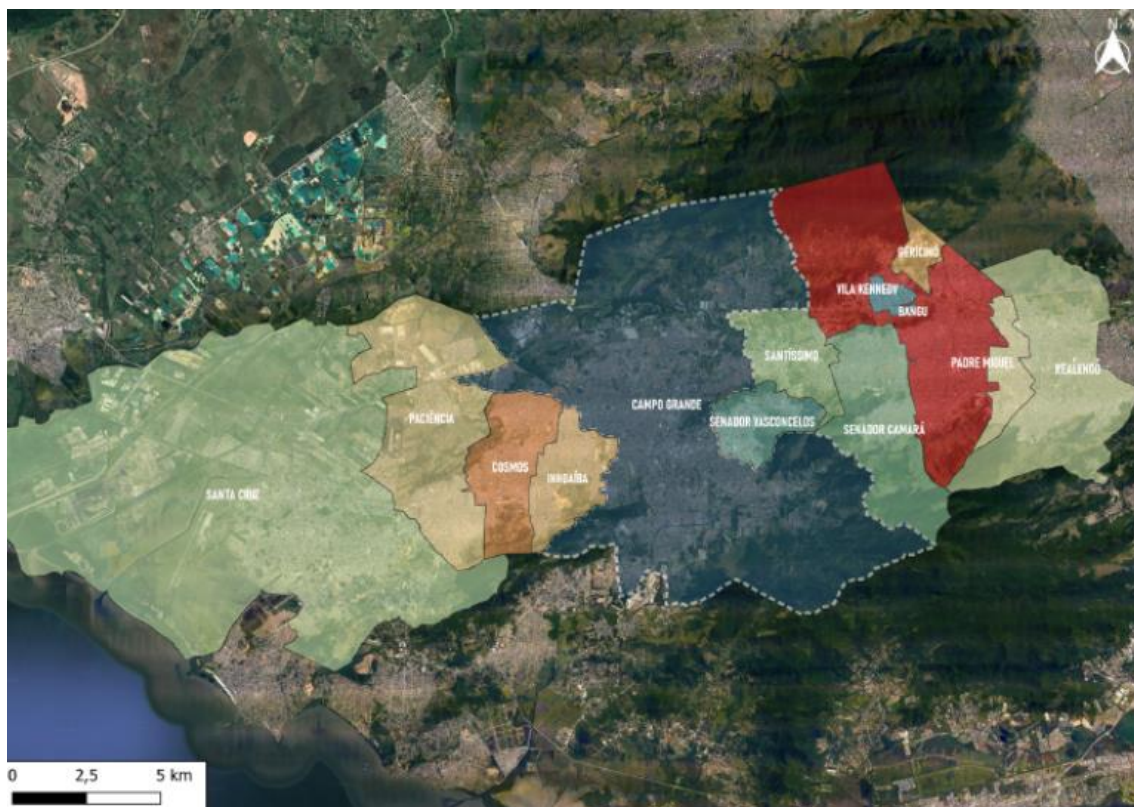 N
GERICINÓ
VILA KENNEDY
BANGU
SANTÍSSIMO
PADRE MIGUEL
REALENGO
CAMPO GRANDE
PACIÊNCIA
SENADOR VASCONCELOS
SENADOR CAMARÁ
COSMOS
INHOAÍBA
SANTA CRUZ
0 2,5 5 km